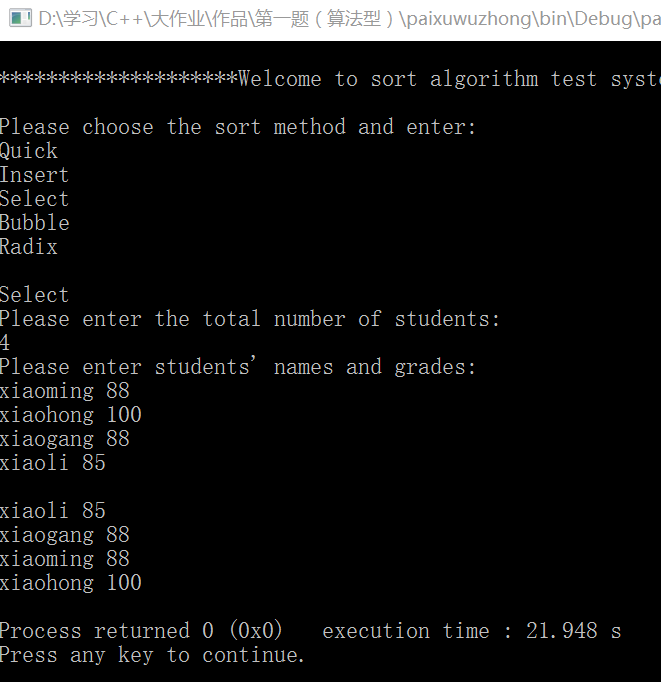 D:\学习\C++\大作业\作品\第一题（算法型）\paixuwuzhong\bin\Debug\pa
********************Welcome to sort algorithm test syste
Please choose the sort method and enter:
Quick
Insert
Select
Bubble
Radix
Select
Please enter the total number of students:
4
Please enter students' names and grades:
xiaoming 88
xiaohong 100
xiaogang 88
xiaoli 85
xiaoli 85
xiaogang 88
xiaoming 88
xiaohong 100
Process returned 0 (0x0)   execution time : 21.948 s
Press any key to continue.